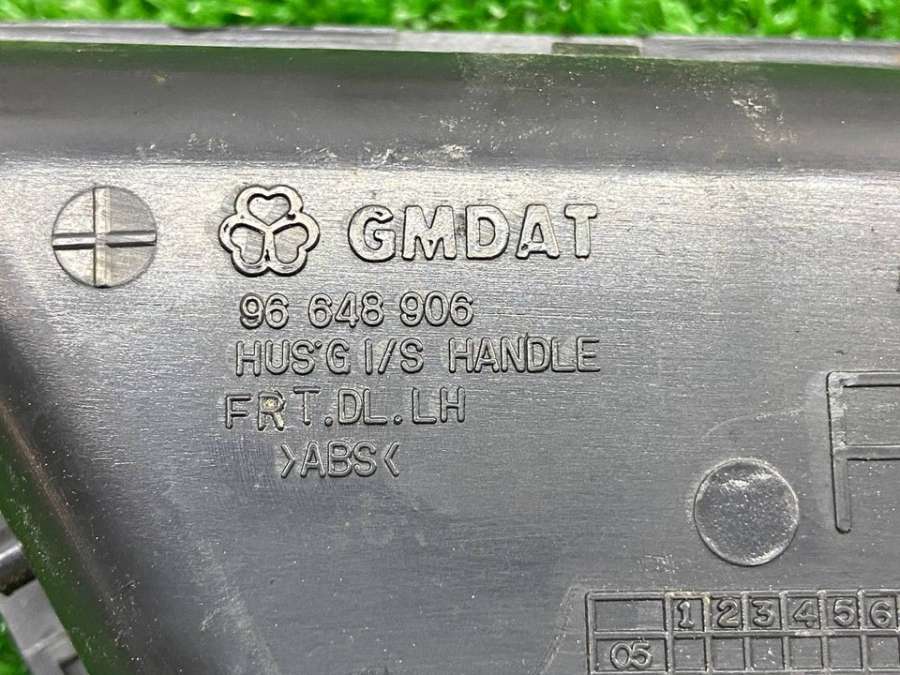 GMDAT
96 648 906
HUS'G I/S HANDLE
FRT.DL.LH
>ABS<
1 2 3 4 5 6
05